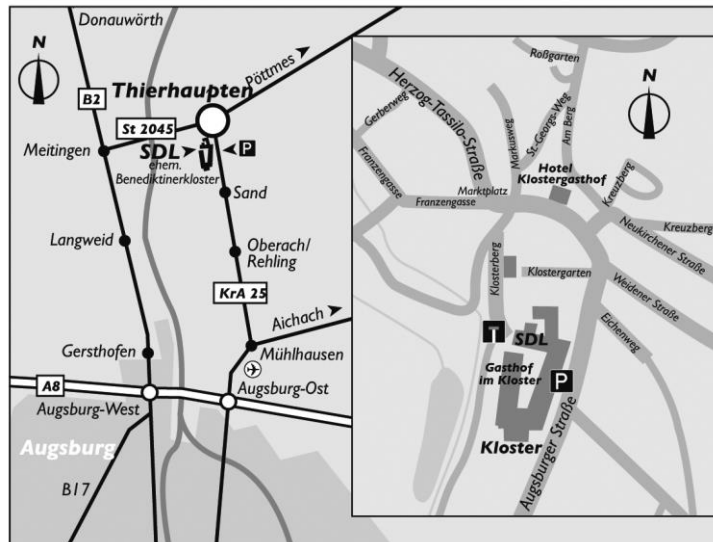 Donauwörth
N
B2
Thierhaupten
Pöttmes
St 2045
Meitingen
SDL
P
ehem.
Benediktinerkloster
Sand
Langweid
Oberach/
Rehling
KrA 25
Aichach
Gersthofen
Mühlhausen
A8
Augsburg-West
Augsburg-Ost
Augsburg
B17
Roßgarten
N
Herzog-Tassilo-Straße
Gerberweg
Markusweg
St-Georgs-Weg
Am Berg
Franzengasse
Hotel
Klostergasthof
Kreuzberg
Marktplatz
Franzengasse
Kreuzberg
Neukirchener Straße
Klosterberg
Klostergarten
Weidener Straße
Eichenweg
T
SDL
Gasthof
im Kloster
P
Kloster
Augsburger Straße